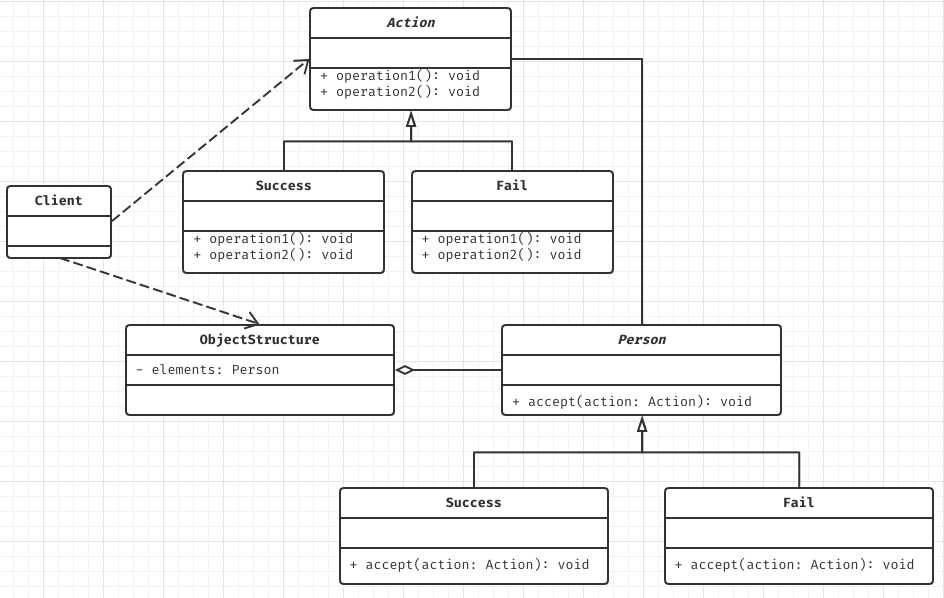 Action
+ operation1(): void
+ operation2(): void
Success
+ operation1(): void
+ operation2(): void
Fail
+ operation1(): void
+ operation2(): void
Client
ObjectStructure
- elements: Person
Person
+ accept(action: Action): void
Success
+ accept(action: Action): void
Fail
+ accept(action: Action): void